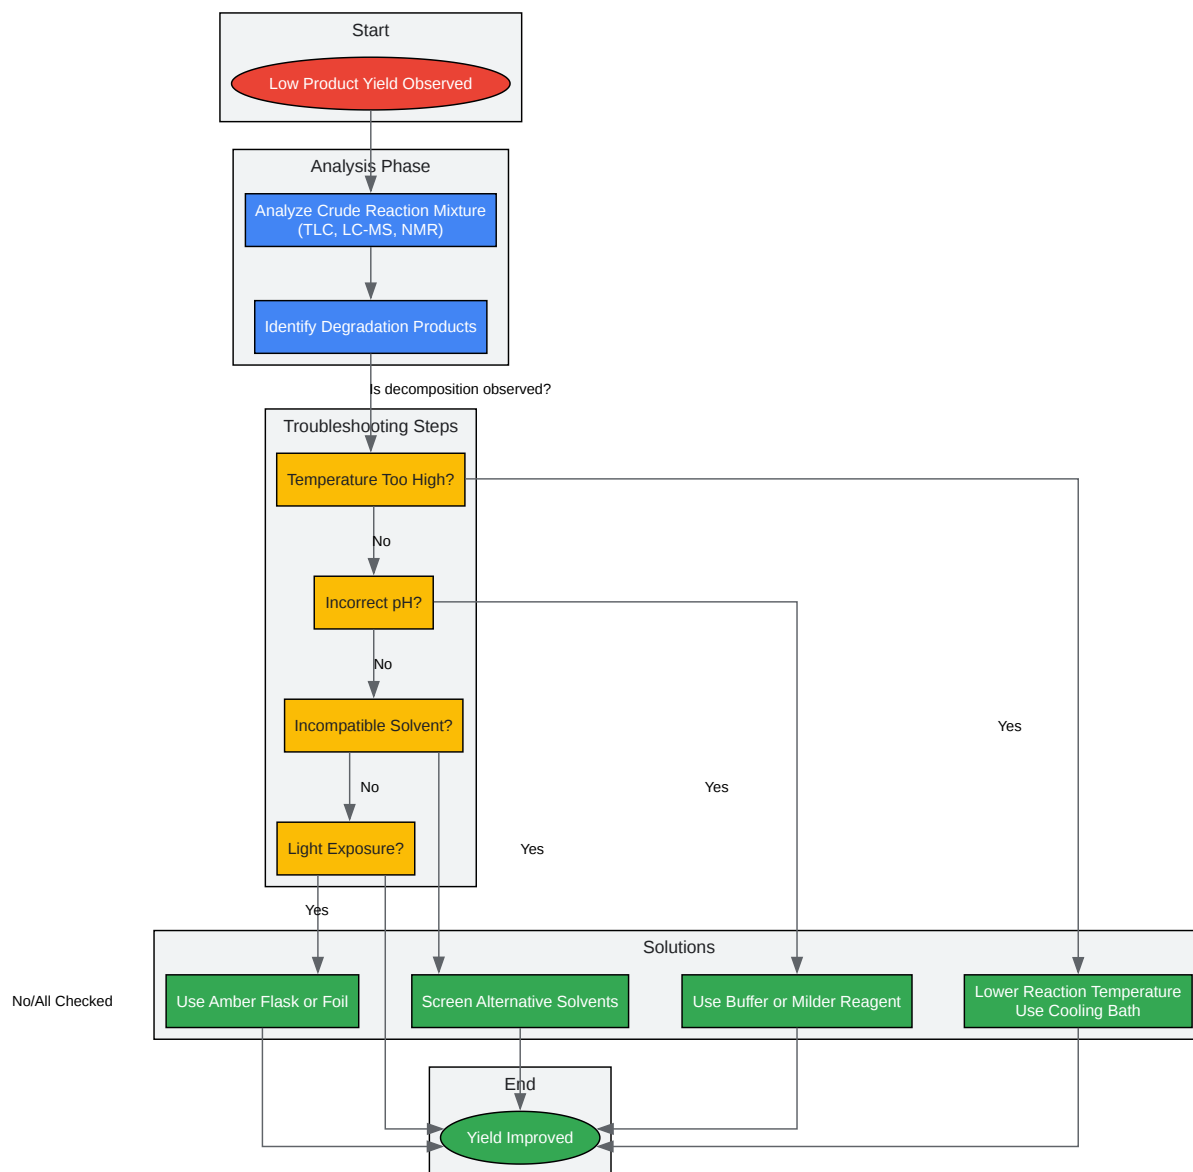 Start
Low Product Yield Observed
Analysis Phase
Analyze Crude Reaction Mixture
(TLC, LC-MS, NMR)
Identify Degradation Products
Is decomposition observed?
Troubleshooting Steps
Temperature Too High?
No
Incorrect pH?
No
Incompatible Solvent?
Yes
No
Yes
Light Exposure?
Yes
Yes
Solutions
No/All Checked
Use Amber Flask or Foil
Screen Alternative Solvents
Use Buffer or Milder Reagent
Lower Reaction Temperature
Use Cooling Bath
End
Yield Improved